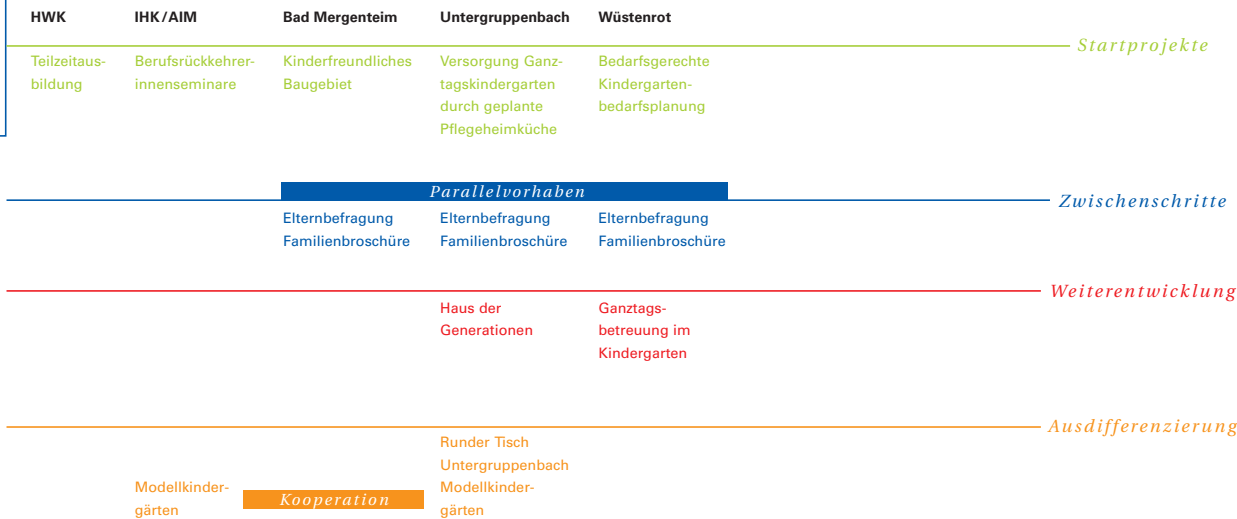 HWK IHK/AIM Bad Mergenteim Untergruppenbach Wüstenrot
Startprojekte
Teilzeitaus- Berufsrückkehrer- Kinderfreundliches Versorgung Ganz- Bedarfsgerechte
bildung innenseminare Baugebiet tagskindergarten Kindergarten-
durch geplante bedarfsplanung
Pflegeheimküche
Parallelvorhaben
Zwischenschritte
Elternbefragung Elternbefragung Elternbefragung
Familienbroschüre Familienbroschüre Familienbroschüre
Weiterentwicklung
Haus der Ganztags-
Generationen betreuung im
Kindergarten
Ausdifferenzierung
Runder Tisch
Untergruppenbach
Modellkinder- Modellkinder-
Kooperation
gärten gärten